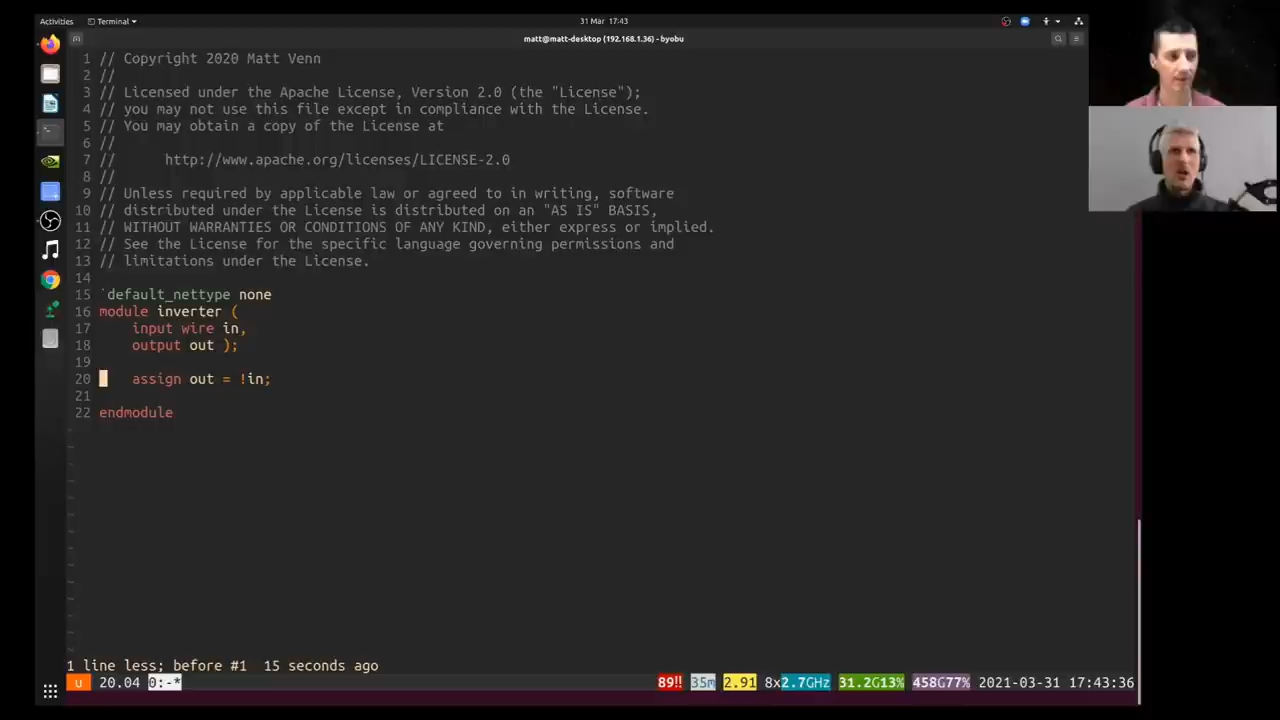 Activities
Terminal
31 Mar 17:43
matt@matt-desktop (192.168.1.36) - byobu
1 // Copyright 2020 Matt Venn
2 //
3 // Licensed under the Apache License, Version 2.0 (the "License");
4 // you may not use this file except in compliance with the License.
5 // You may obtain a copy of the License at
6 //
7 //      http://www.apache.org/licenses/LICENSE-2.0
8 //
9 // Unless required by applicable law or agreed to in writing, software
10 // distributed under the License is distributed on an "AS IS" BASIS,
11 // WITHOUT WARRANTIES OR CONDITIONS OF ANY KIND, either express or implied.
12 // See the License for the specific language governing permissions and
13 // limitations under the License.
14
15 `default_nettype none
16 module inverter (
17     input wire in,
18     output out );
19
20     assign out = !in;
21
22 endmodule
~
~
~
~
~
~
~
~
~
~
~
~
~
~
1 line less; before #1  15 seconds ago
u 20.04 0:-* 89!! 35m 2.91 8x2.7GHz 31.2G13% 458G77% 2021-03-31 17:43:36